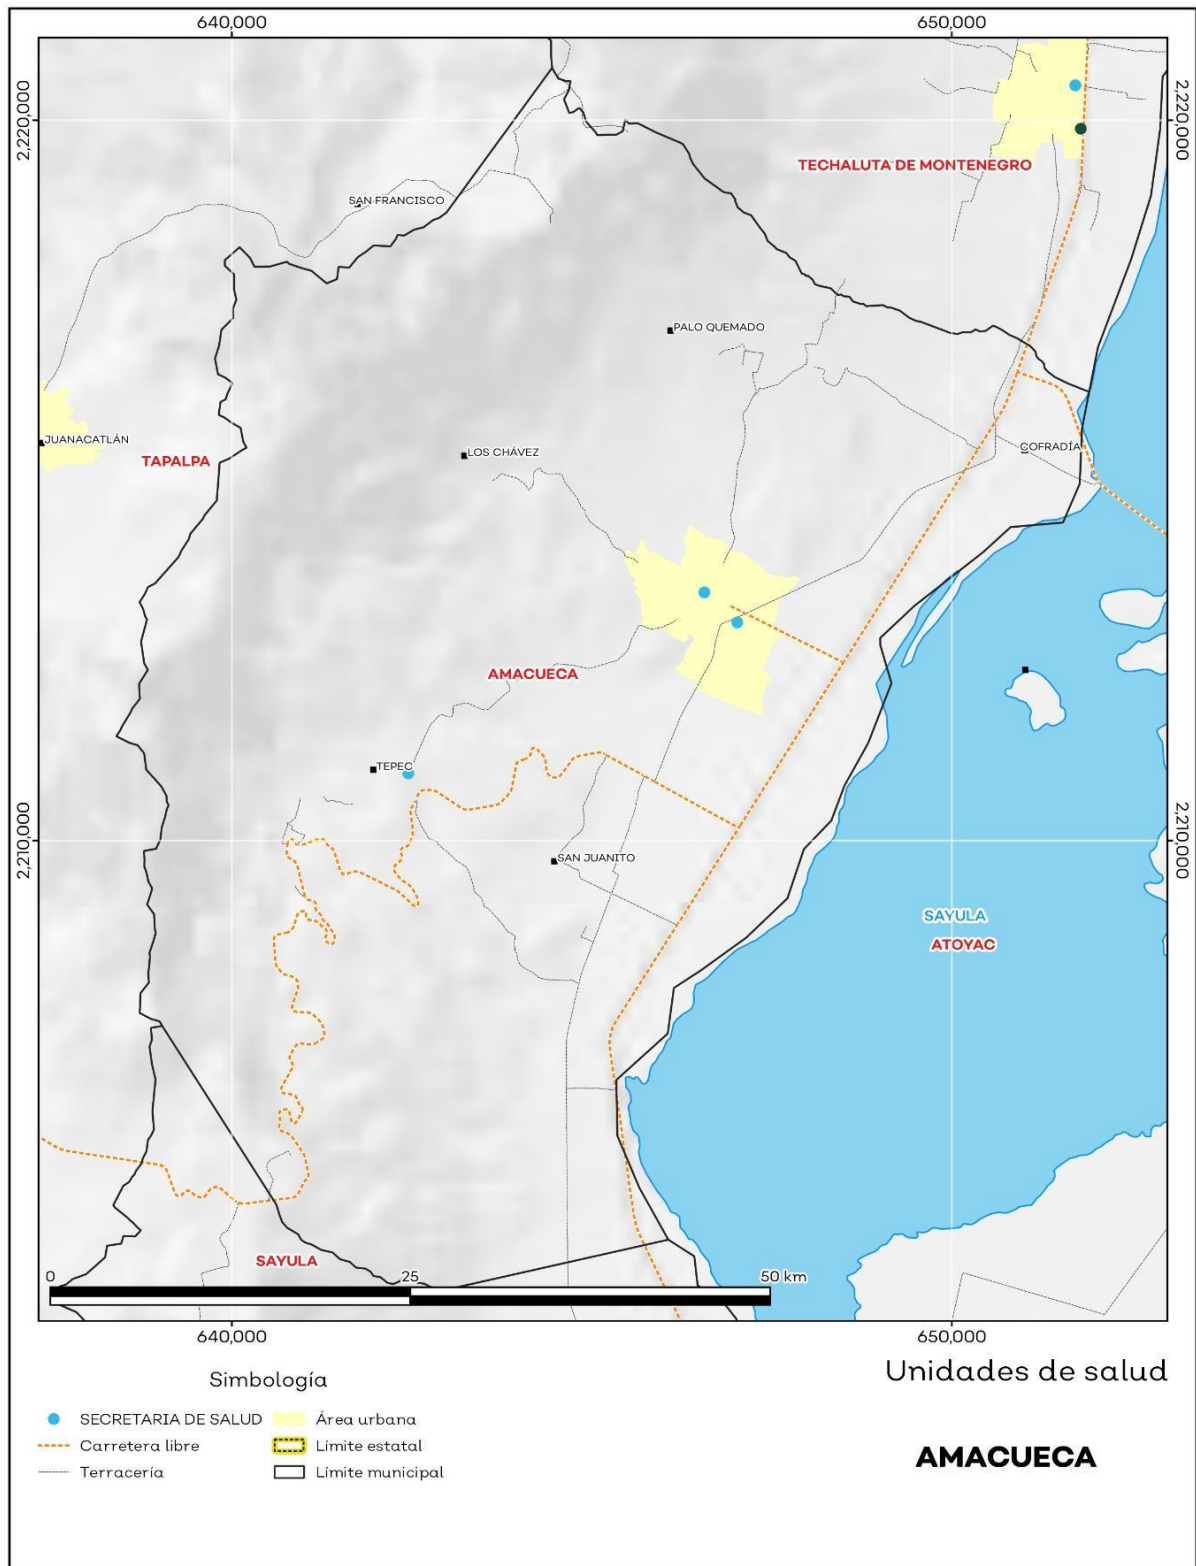 640,000
650,000
2,220,000
2,220,000
TECHALUTA DE MONTENEGRO
SAN FRANCISCO
PALO QUEMADO
JUANACATLÁN
TAPALPA
LOS CHÁVEZ
COFRADÍA
AMACUECA
TEPEC
2,210,000
2,210,000
SAN JUANITO
SAYULA
ATOYAC
SAYULA
0
25
50 km
640,000
650,000
Simbología
Unidades de salud
SECRETARIA DE SALUD
Área urbana
Carretera libre
Límite estatal
AMACUECA
Terracería
Límite municipal